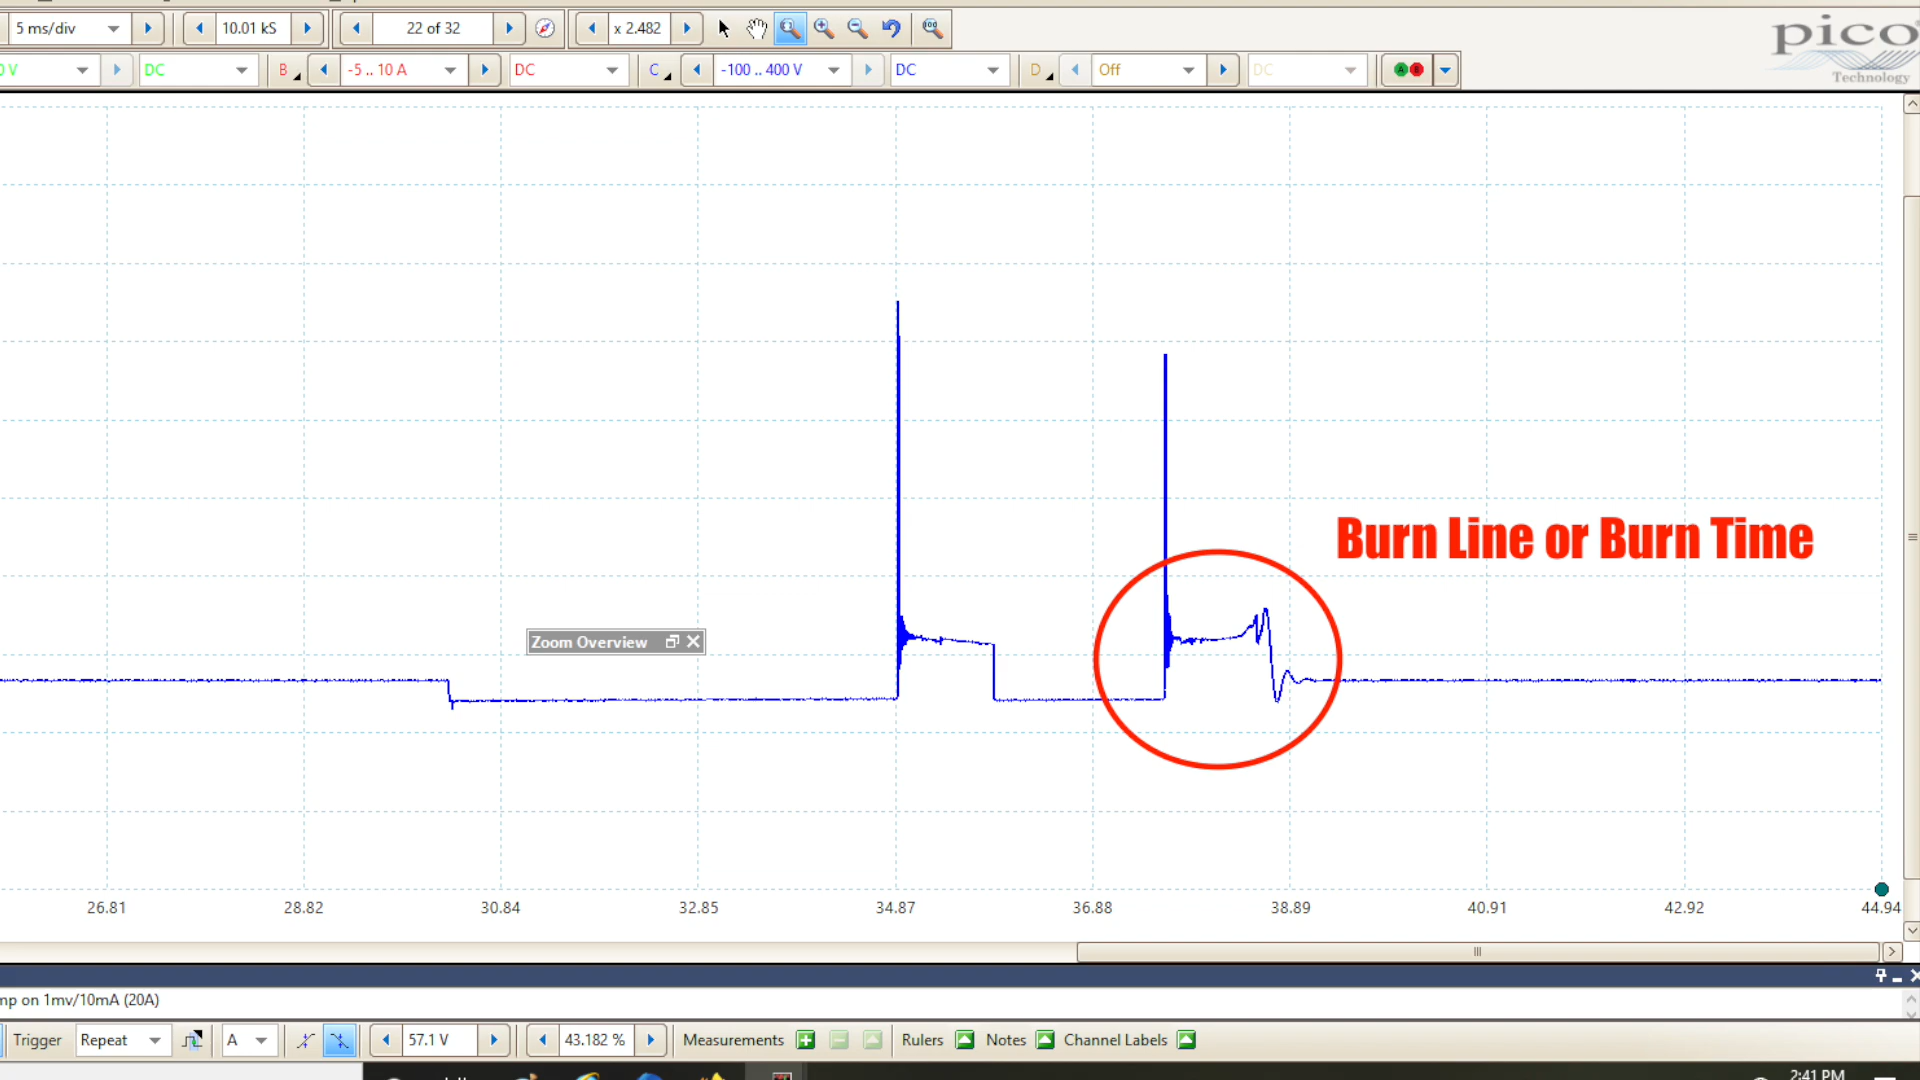 5 ms/div 10.01 kS 22 of 32 x 2.482
pico
Technology
0 V DC B -5 .. 10 A DC C -100 .. 400 V DC D Off DC A B
Burn Line or Burn Time
Zoom Overview
26.81 28.82 30.84 32.85 34.87 36.88 38.89 40.91 42.92 44.94
mp on 1mv/10mA (20A)
Trigger Repeat A 57.1 V 43.182 % Measurements Rulers Notes Channel Labels
2:41 PM